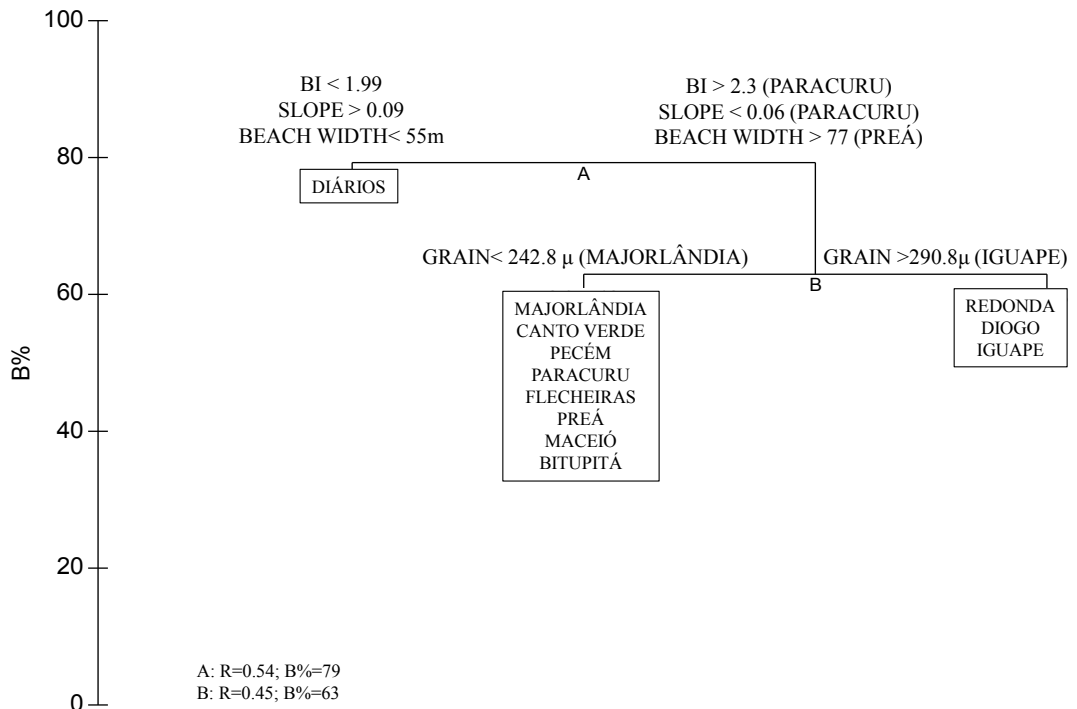 100
BI < 1.99
SLOPE > 0.09
BEACH WIDTH< 55m
BI > 2.3 (PARACURU)
SLOPE < 0.06 (PARACURU)
BEACH WIDTH > 77 (PREÁ)
80
A
DIÁRIOS
GRAIN< 242.8 µ (MAJORLÂNDIA)
GRAIN >290.8µ (IGUAPE)
B
60
MAJORLÂNDIA
CANTO VERDE
PECÉM
PARACURU
FLECHEIRAS
PREÁ
MACEIÓ
BITUPITÁ
REDONDA
DIOGO
IGUAPE
B%
40
20
A: R=0.54; B%=79
B: R=0.45; B%=63
0